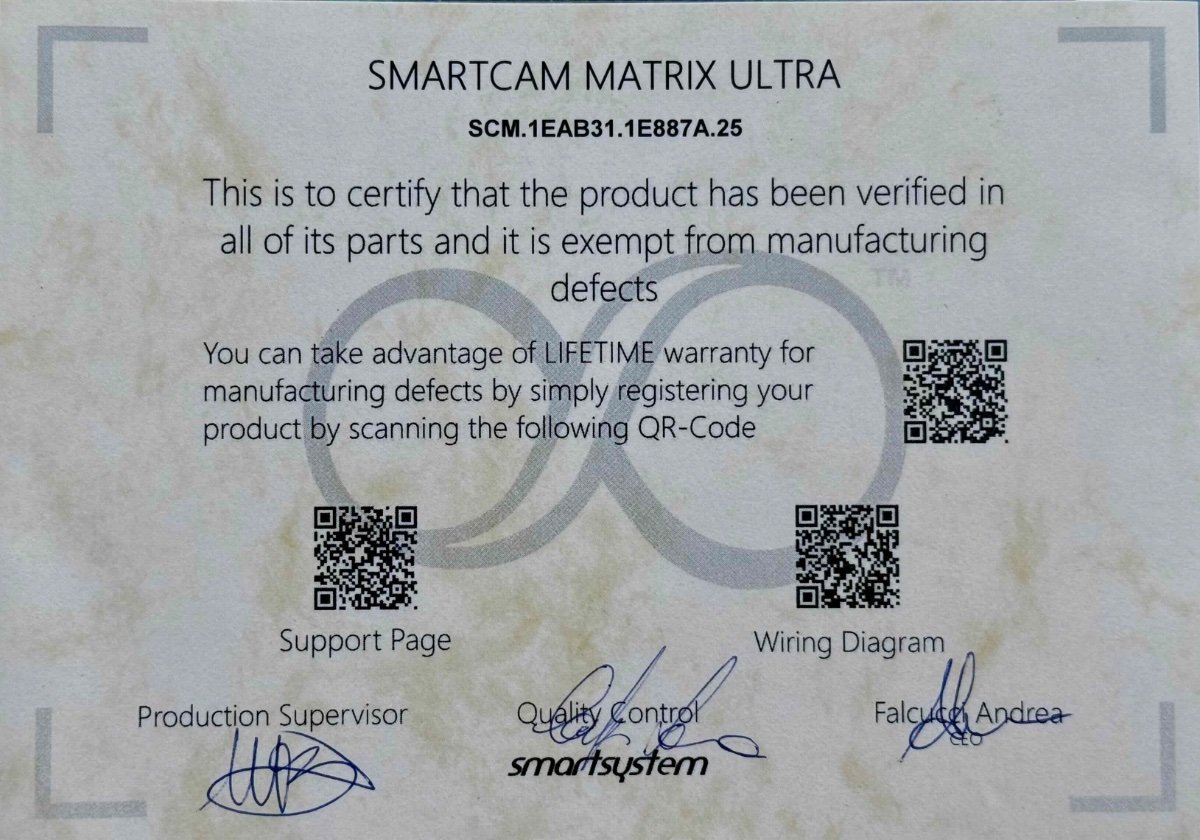 SMARTCAM MATRIX ULTRA
SCM.1EAB31.1E887A.25
This is to certify that the product has been verified in
all of its parts and it is exempt from manufacturing
defects
You can take advantage of LIFETIME warranty for
manufacturing defects by simply registering your
product by scanning the following QR-Code
Support Page
Wiring Diagram
Production Supervisor
Quality Control
Falcucci Andrea
CEO
smartsystem